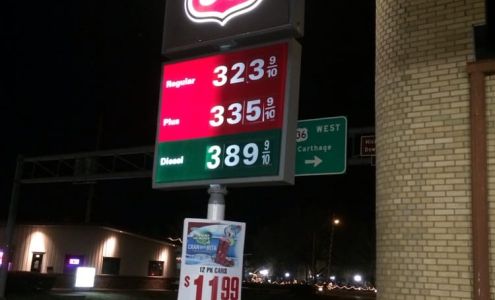 Regular 323 9/10
Plus 335 9/10
Diesel 389 9/10
36 WEST
Carthage
12 PK CANS
$11.99